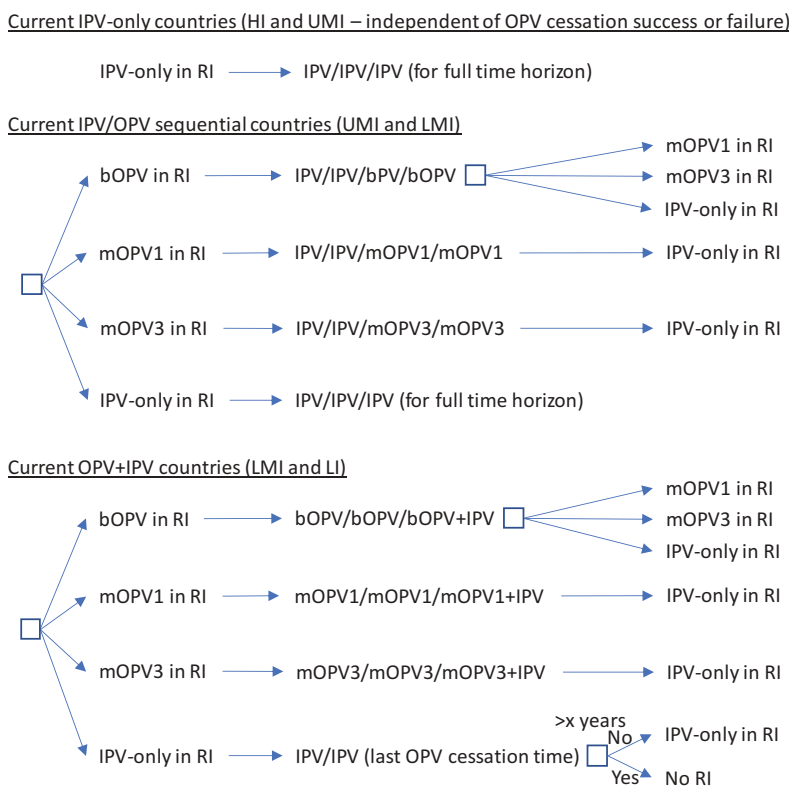 Current IPV-only countries (HI and UMI – independent of OPV cessation success or failure)
IPV-only in RI IPV/IPV/IPV (for full time horizon)
Current IPV/OPV sequential countries (UMI and LMI)
mOPV1 in RI
bOPV in RI IPV/IPV/bPV/bOPV mOPV3 in RI
IPV-only in RI
mOPV1 in RI IPV/IPV/mOPV1/mOPV1 IPV-only in RI
mOPV3 in RI IPV/IPV/mOPV3/mOPV3 IPV-only in RI
IPV-only in RI IPV/IPV/IPV (for full time horizon)
Current OPV+IPV countries (LMI and LI)
mOPV1 in RI
bOPV in RI bOPV/bOPV/bOPV+IPV mOPV3 in RI
IPV-only in RI
mOPV1 in RI mOPV1/mOPV1/mOPV1+IPV IPV-only in RI
mOPV3 in RI mOPV3/mOPV3/mOPV3+IPV IPV-only in RI
>x years
No IPV-only in RI
IPV-only in RI IPV/IPV (last OPV cessation time)
Yes No RI